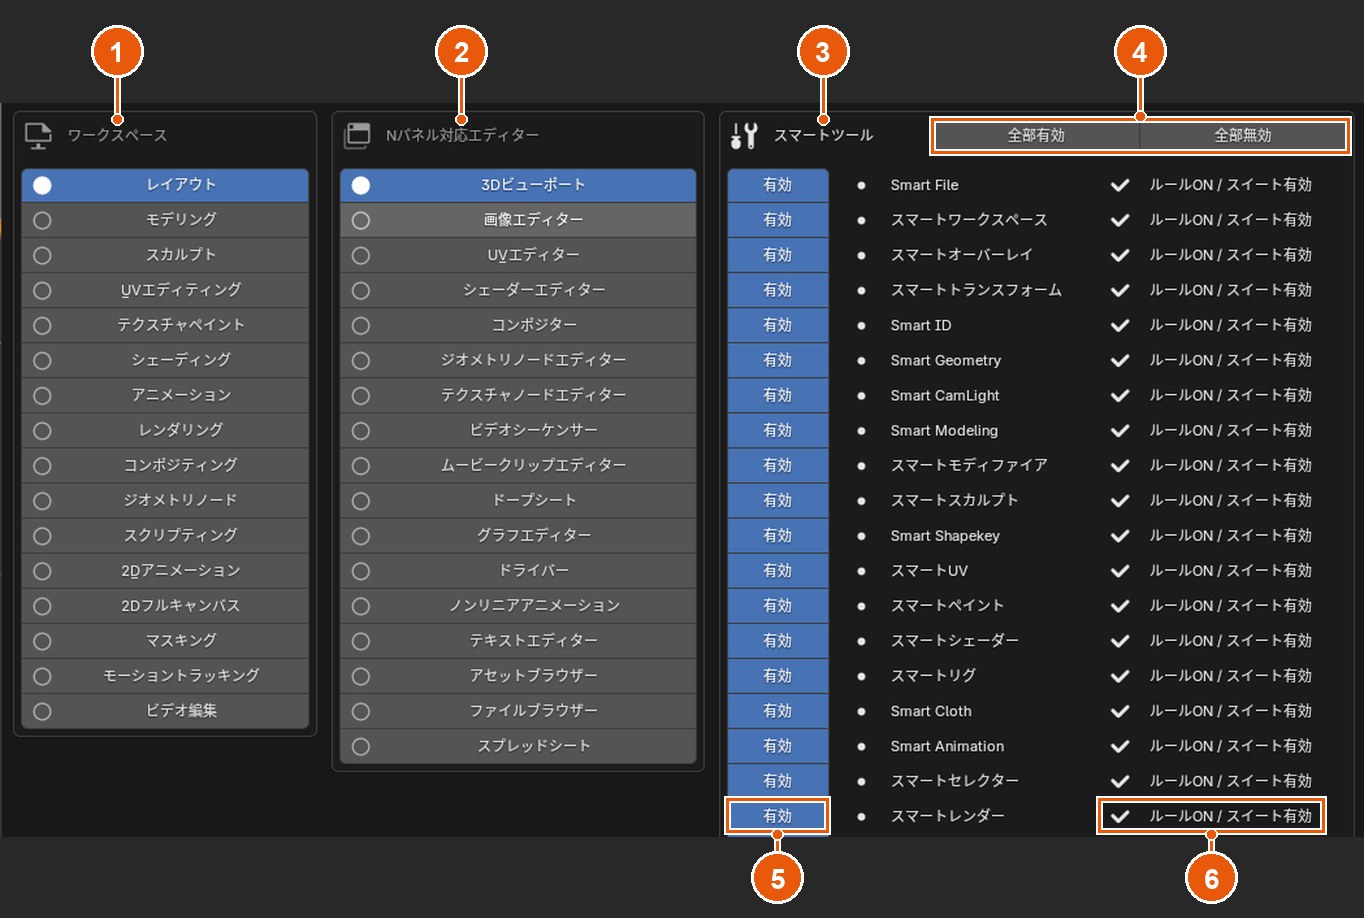 1
2
3
4
ワークスペース
レイアウト
モデリング
スカルプト
UVエディティング
テクスチャペイント
シェーディング
アニメーション
レンダリング
コンポジティング
ジオメトリノード
スクリプティング
2Dアニメーション
2Dフルキャンバス
マスキング
モーショントラッキング
ビデオ編集
Nパネル対応エディター
3Dビューポート
画像エディター
UVエディター
シェーダーエディター
コンポジター
ジオメトリノードエディター
テクスチャノードエディター
ビデオシーケンサー
ムービークリップエディター
ドープシート
グラフエディター
ドライバー
ノンリニアアニメーション
テキストエディター
アセットブラウザー
ファイルブラウザー
スプレッドシート
スマートツール 全部有効 全部無効
有効 • Smart File ルールON / スイート有効
有効 • スマートワークスペース ルールON / スイート有効
有効 • スマートオーバーレイ ルールON / スイート有効
有効 • スマートトランスフォーム ルールON / スイート有効
有効 • Smart ID ルールON / スイート有効
有効 • Smart Geometry ルールON / スイート有効
有効 • Smart CamLight ルールON / スイート有効
有効 • Smart Modeling ルールON / スイート有効
有効 • スマートモディファイア ルールON / スイート有効
有効 • スマートスカルプト ルールON / スイート有効
有効 • Smart Shapekey ルールON / スイート有効
有効 • スマートUV ルールON / スイート有効
有効 • スマートペイント ルールON / スイート有効
有効 • スマートシェーダー ルールON / スイート有効
有効 • スマートリグ ルールON / スイート有効
有効 • Smart Cloth ルールON / スイート有効
有効 • Smart Animation ルールON / スイート有効
有効 • スマートセレクター ルールON / スイート有効
有効 • スマートレンダー ルールON / スイート有効
5
6